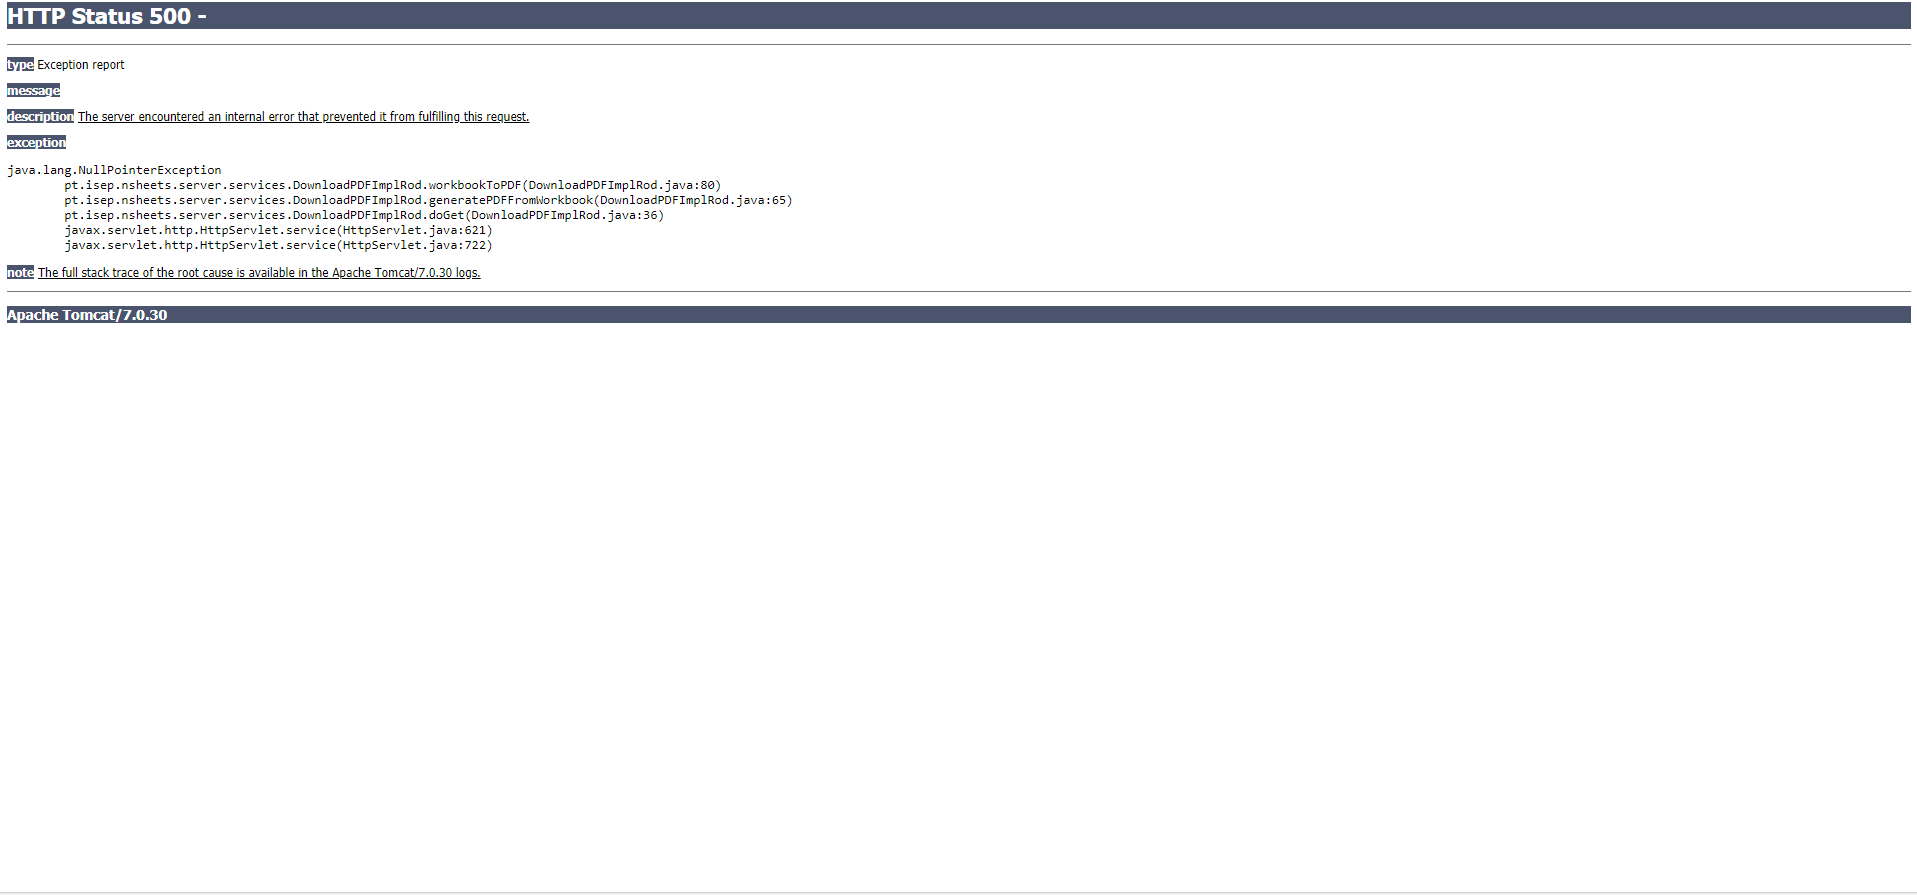 HTTP Status 500 -
type Exception report
message
description The server encountered an internal error that prevented it from fulfilling this request.
exception
java.lang.NullPointerException
pt.isep.nsheets.server.services.DownloadPDFImplRod.workbookToPDF(DownloadPDFImplRod.java:80)
pt.isep.nsheets.server.services.DownloadPDFImplRod.generatePDFFromWorkbook(DownloadPDFImplRod.java:65)
pt.isep.nsheets.server.services.DownloadPDFImplRod.doGet(DownloadPDFImplRod.java:36)
javax.servlet.http.HttpServlet.service(HttpServlet.java:621)
javax.servlet.http.HttpServlet.service(HttpServlet.java:722)
note The full stack trace of the root cause is available in the Apache Tomcat/7.0.30 logs.
Apache Tomcat/7.0.30